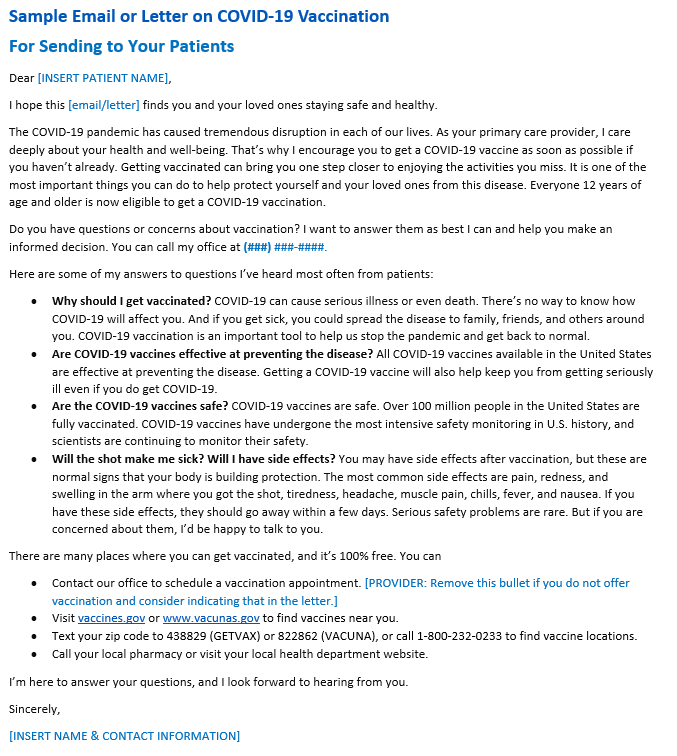 Sample Email or Letter on COVID-19 Vaccination
For Sending to Your Patients
Dear [INSERT PATIENT NAME],
I hope this [email/letter] finds you and your loved ones staying safe and healthy.
The COVID-19 pandemic has caused tremendous disruption in each of our lives. As your primary care provider, I care
deeply about your health and well-being. That's why I encourage you to get a COVID-19 vaccine as soon as possible if
you haven't already. Getting vaccinated can bring you one step closer to enjoying the activities you miss. It is one of the
most important things you can do to help protect yourself and your loved ones from this disease. Everyone 12 years of
age and older is now eligible to get a COVID-19 vaccination.
Do you have questions or concerns about vaccination? I want to answer them as best I can and help you make an
informed decision. You can call my office at (###) ###-####.
Here are some of my answers to questions I've heard most often from patients:
• Why should I get vaccinated? COVID-19 can cause serious illness or even death. There's no way to know how
COVID-19 will affect you. And if you get sick, you could spread the disease to family, friends, and others around
you. COVID-19 vaccination is an important tool to help us stop the pandemic and get back to normal.
• Are COVID-19 vaccines effective at preventing the disease? All COVID-19 vaccines available in the United States
are effective at preventing the disease. Getting a COVID-19 vaccine will also help keep you from getting seriously
ill even if you do get COVID-19.
• Are the COVID-19 vaccines safe? COVID-19 vaccines are safe. Over 100 million people in the United States are
fully vaccinated. COVID-19 vaccines have undergone the most intensive safety monitoring in U.S. history, and
scientists are continuing to monitor their safety.
• Will the shot make me sick? Will I have side effects? You may have side effects after vaccination, but these are
normal signs that your body is building protection. The most common side effects are pain, redness, and
swelling in the arm where you got the shot, tiredness, headache, muscle pain, chills, fever, and nausea. If you
have these side effects, they should go away within a few days. Serious safety problems are rare. But if you are
concerned about them, I'd be happy to talk to you.
There are many places where you can get vaccinated, and it's 100% free. You can
• Contact our office to schedule a vaccination appointment. [PROVIDER: Remove this bullet if you do not offer
vaccination and consider indicating that in the letter.]
• Visit vaccines.gov or www.vacunas.gov to find vaccines near you.
• Text your zip code to 438829 (GETVAX) or 822862 (VACUNA), or call 1-800-232-0233 to find vaccine locations.
• Call your local pharmacy or visit your local health department website.
I'm here to answer your questions, and I look forward to hearing from you.
Sincerely,
[INSERT NAME & CONTACT INFORMATION]